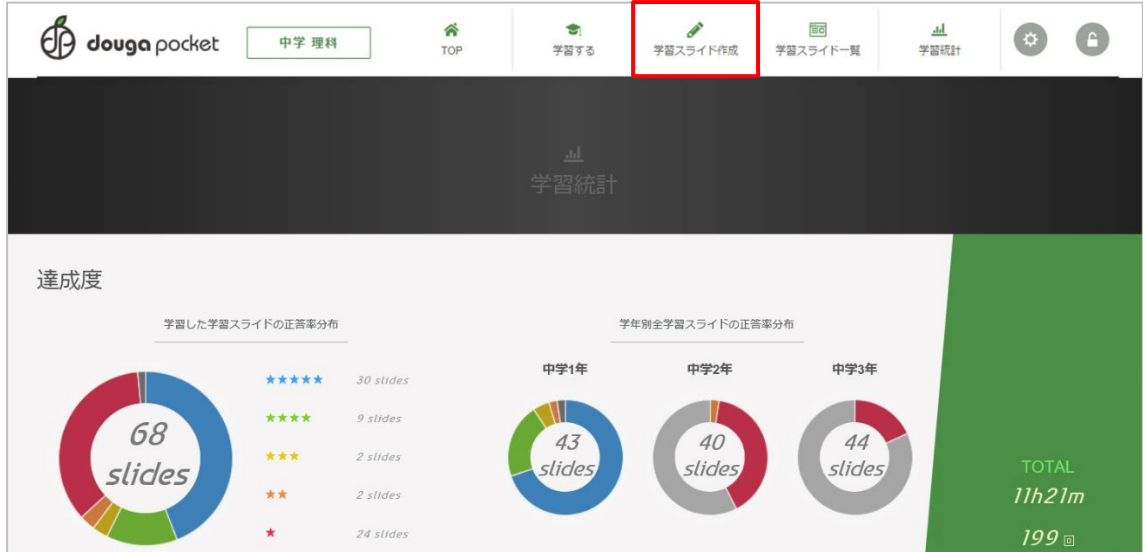 douga pocket
中学 理科
TOP
学習する
学習スライド作成
学習スライド一覧
学習統計
学習統計
達成度
学習した学習スライドの正答率分布
68
slides
★★★★★ 30 slides
★★★★ 9 slides
★★★ 2 slides
★★ 2 slides
★ 24 slides
学年別全学習スライドの正答率分布
中学1年
43
slides
中学2年
40
slides
中学3年
44
slides
TOTAL
11h21m
199回